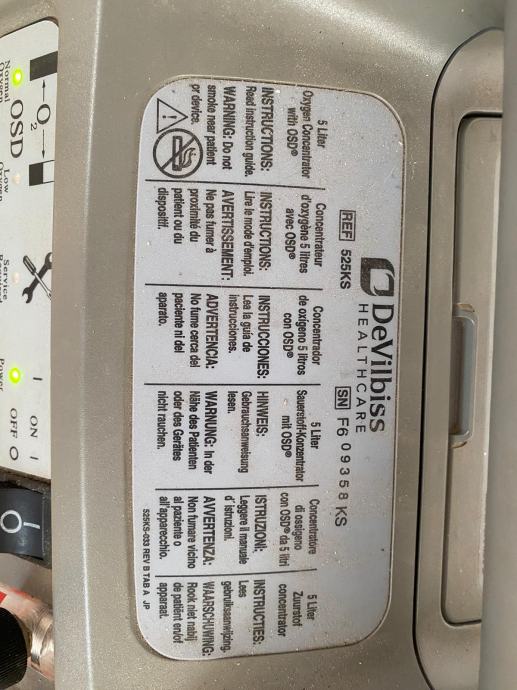 DeVilbiss
HEALTHCARE
REF 525KS
SN F609358KS
5 Liter
Oxygen Concentrator
with OSD®
INSTRUCTIONS:
Read instruction guide.
WARNING: Do not
smoke near patient
or device.
Concentrateur
d'oxygène 5 litres
avec OSD®
INSTRUCTIONS:
Lire le mode d'emploi.
AVERTISSEMENT:
Ne pas fumer à
proximité du
patient ou du
dispositif.
Concentrador
de oxigeno 5 litros
con OSD®
INSTRUCCIONES:
Lea la guia de
instrucciones.
ADVERTENCIA:
No fume cerca del
paciente ni del
aparato.
5 Liter
Sauerstoff-Konzentrator
mit OSD®
HINWEIS:
Gebrauchsanweisung
lesen.
WARNUNG: In der
Nähe des Patienten
oder des Gerätes
nicht rauchen.
Concentratore
di ossigeno
con OSD® da 5 litri
ISTRUZIONI:
Leggere il manuale
d' istruzioni.
AVVERTENZA:
Non fumare vicino
al paziente o
all'apparecchio.
5 Liter
Zuurstof
concentrator
INSTRUCTIES:
Lees
gebruiksaanwijzing.
WAARSCHUWING:
Rook niet nabij
de patiënt en/of
apparaat.
525KS-033 REV B TAB A JP
O2
OSD
Normal
Oxygen
Low
Oxygen
Service
Required
Power
ON I
OFF O